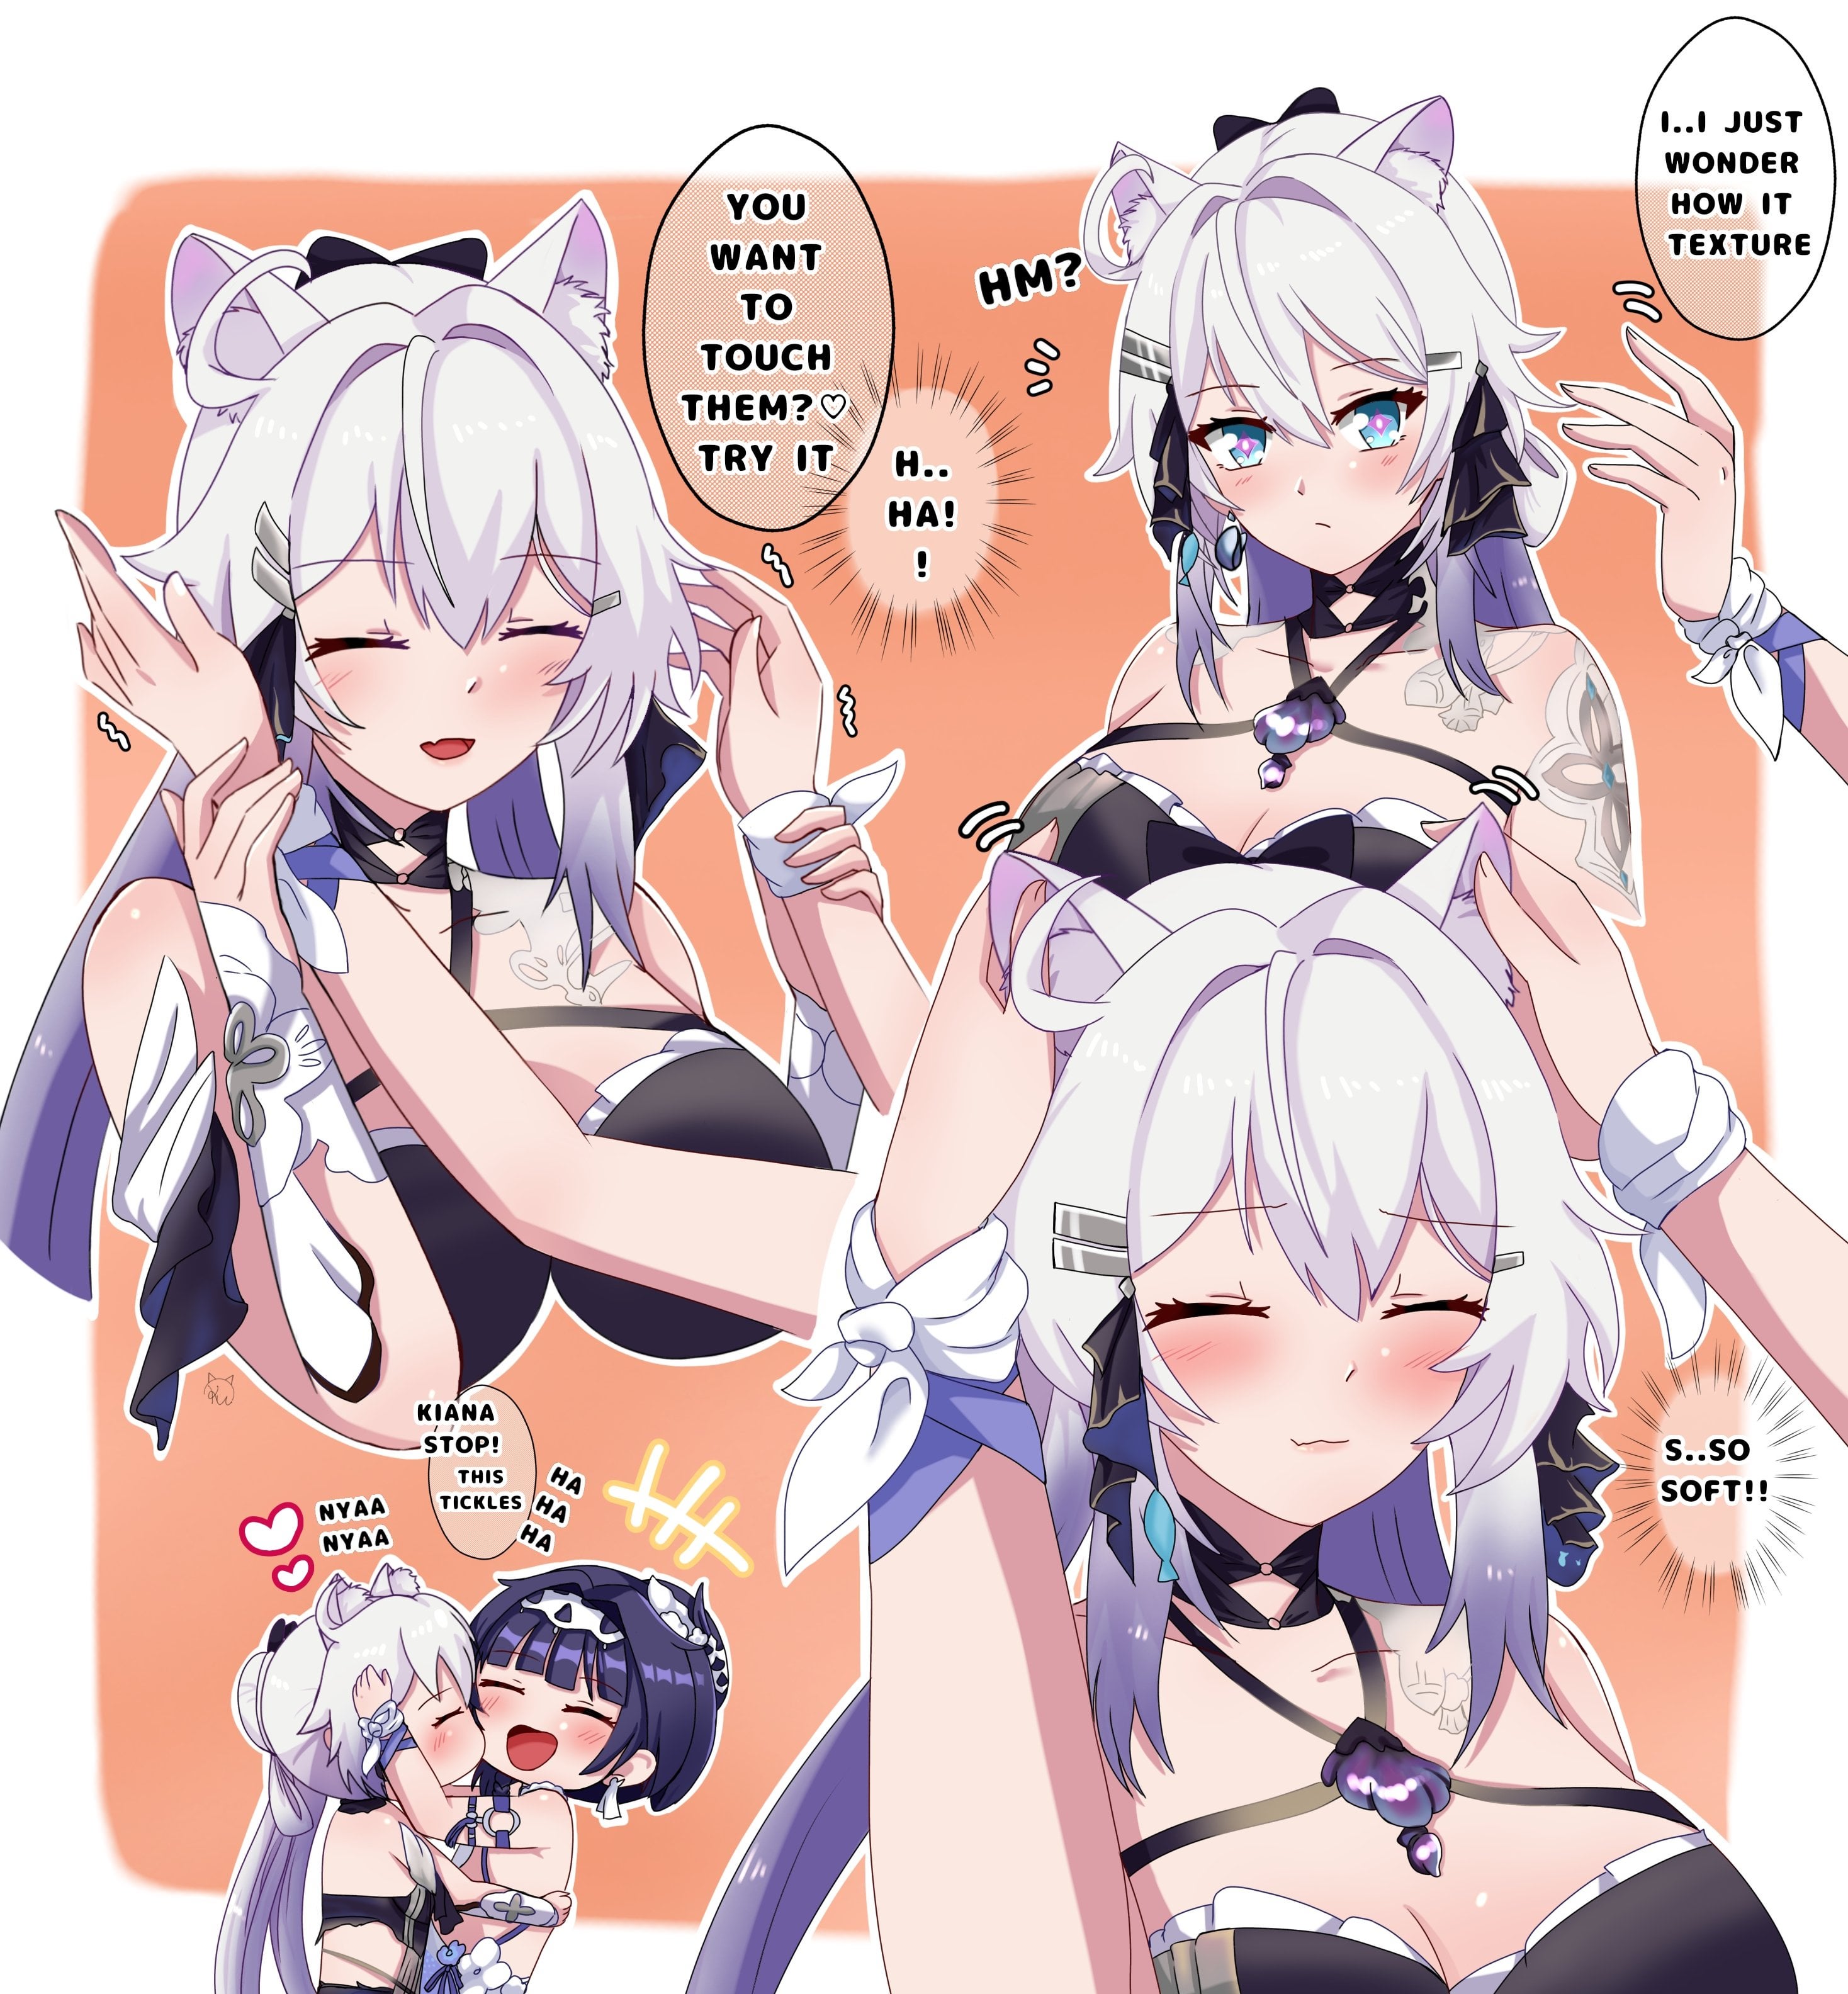 I..I JUST
WONDER
HOW IT
TEXTURE
HM?
YOU
WANT
TO
TOUCH
THEM?♡
TRY IT
H..
HA!
!
S..SO
SOFT!!
KIANA
STOP!
THIS
TICKLES
HA
HA
HA
NYAA
NYAA